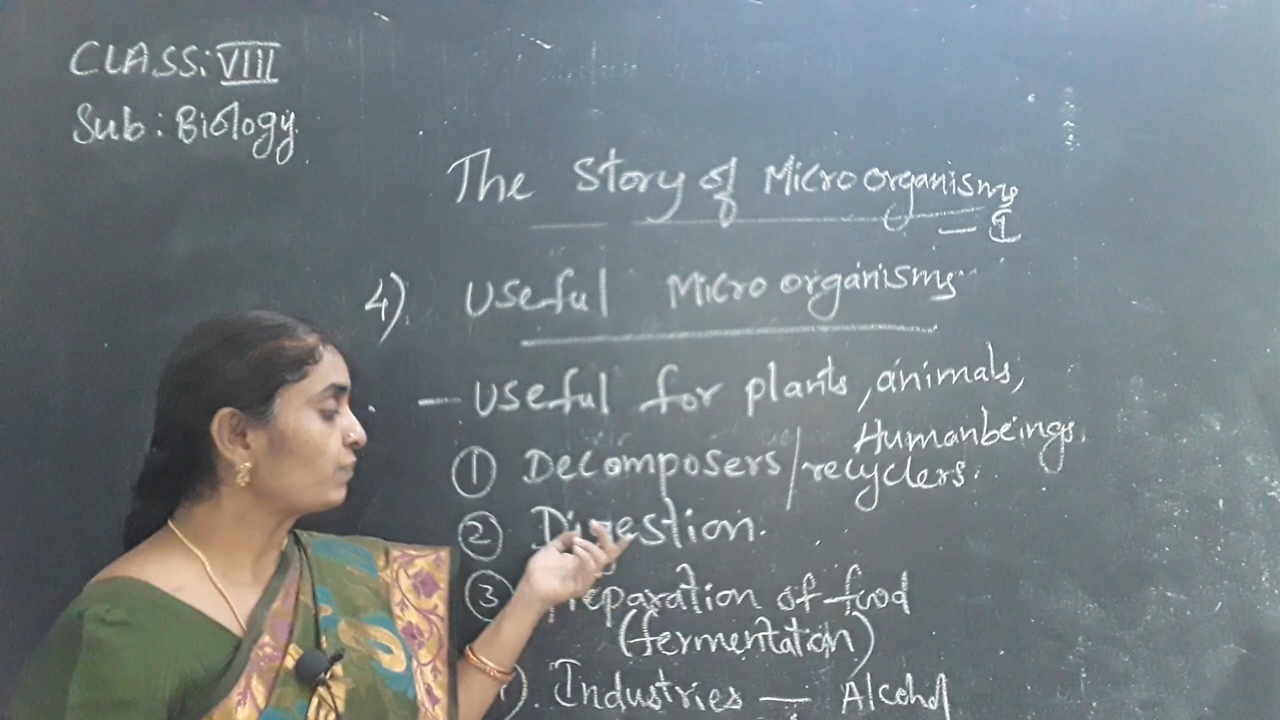 CLASS: VIII
Sub: Biology.
The Story of Microorganisms
- I
4) Useful Microorganisms
- Useful for plants, animals,
Humanbeings.
① Decomposers/recyclers.
② Digestion.
③ Preparation of food
(fermentation)
). Industries — Alcohol